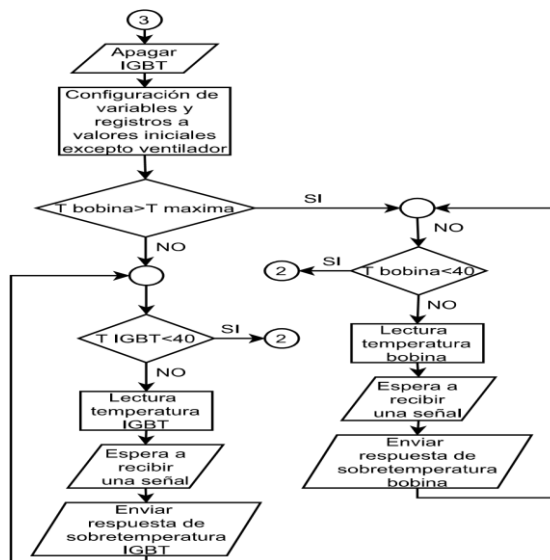 3
Apagar
IGBT
Configuración de
variables y
registros a
valores iniciales
excepto ventilador
T bobina>T maxima
SI
NO
NO
T IGBT<40
SI
2
NO
Lectura
temperatura
IGBT
Espera a
recibir
una señal
Enviar
respuesta de
sobretemperatura
IGBT
T bobina<40
SI
2
NO
Lectura
temperatura
bobina
Espera a
recibir
una señal
Enviar
respuesta de
sobretemperatura
bobina